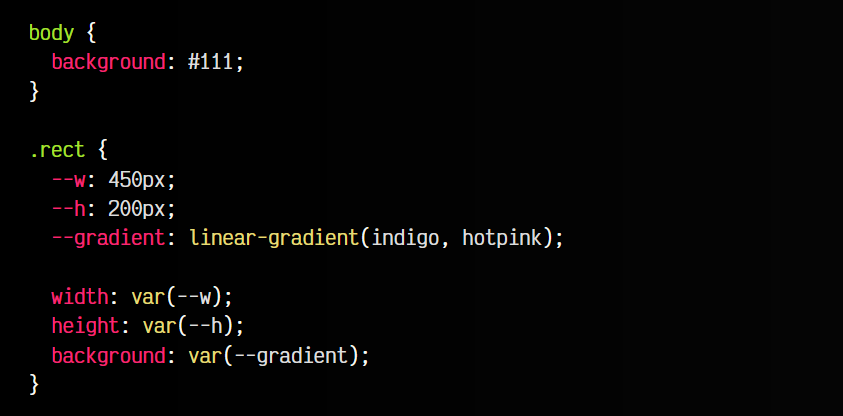 body {
  background: #111;
}

.rect {
  --w: 450px;
  --h: 200px;
  --gradient: linear-gradient(indigo, hotpink);

  width: var(--w);
  height: var(--h);
  background: var(--gradient);
}